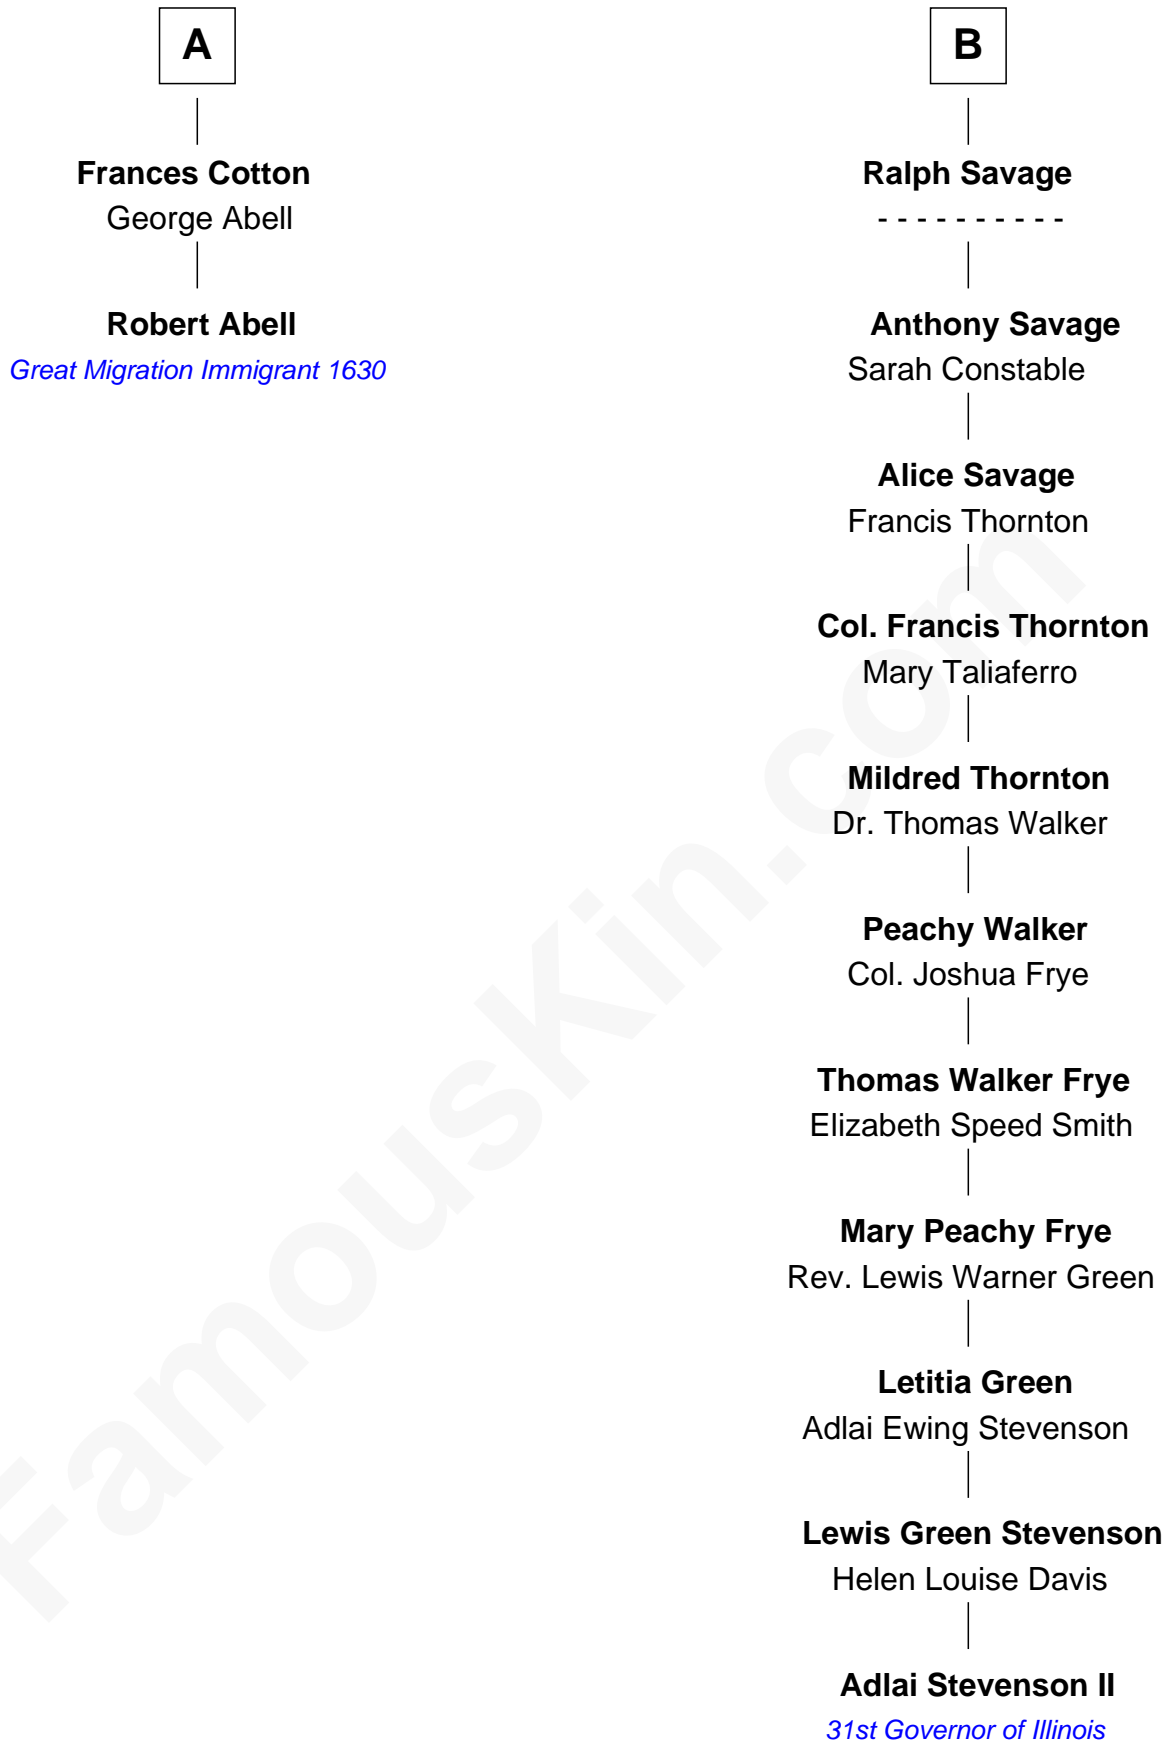 A
Frances Cotton
George Abell
Robert Abell
Great Migration Immigrant 1630
B
Ralph Savage
- - - - - - - - - -
Anthony Savage
Sarah Constable
Alice Savage
Francis Thornton
Col. Francis Thornton
Mary Taliaferro
Mildred Thornton
Dr. Thomas Walker
Peachy Walker
Col. Joshua Frye
Thomas Walker Frye
Elizabeth Speed Smith
Mary Peachy Frye
Rev. Lewis Warner Green
Letitia Green
Adlai Ewing Stevenson
Lewis Green Stevenson
Helen Louise Davis
Adlai Stevenson II
31st Governor of Illinois
FamousKin.com